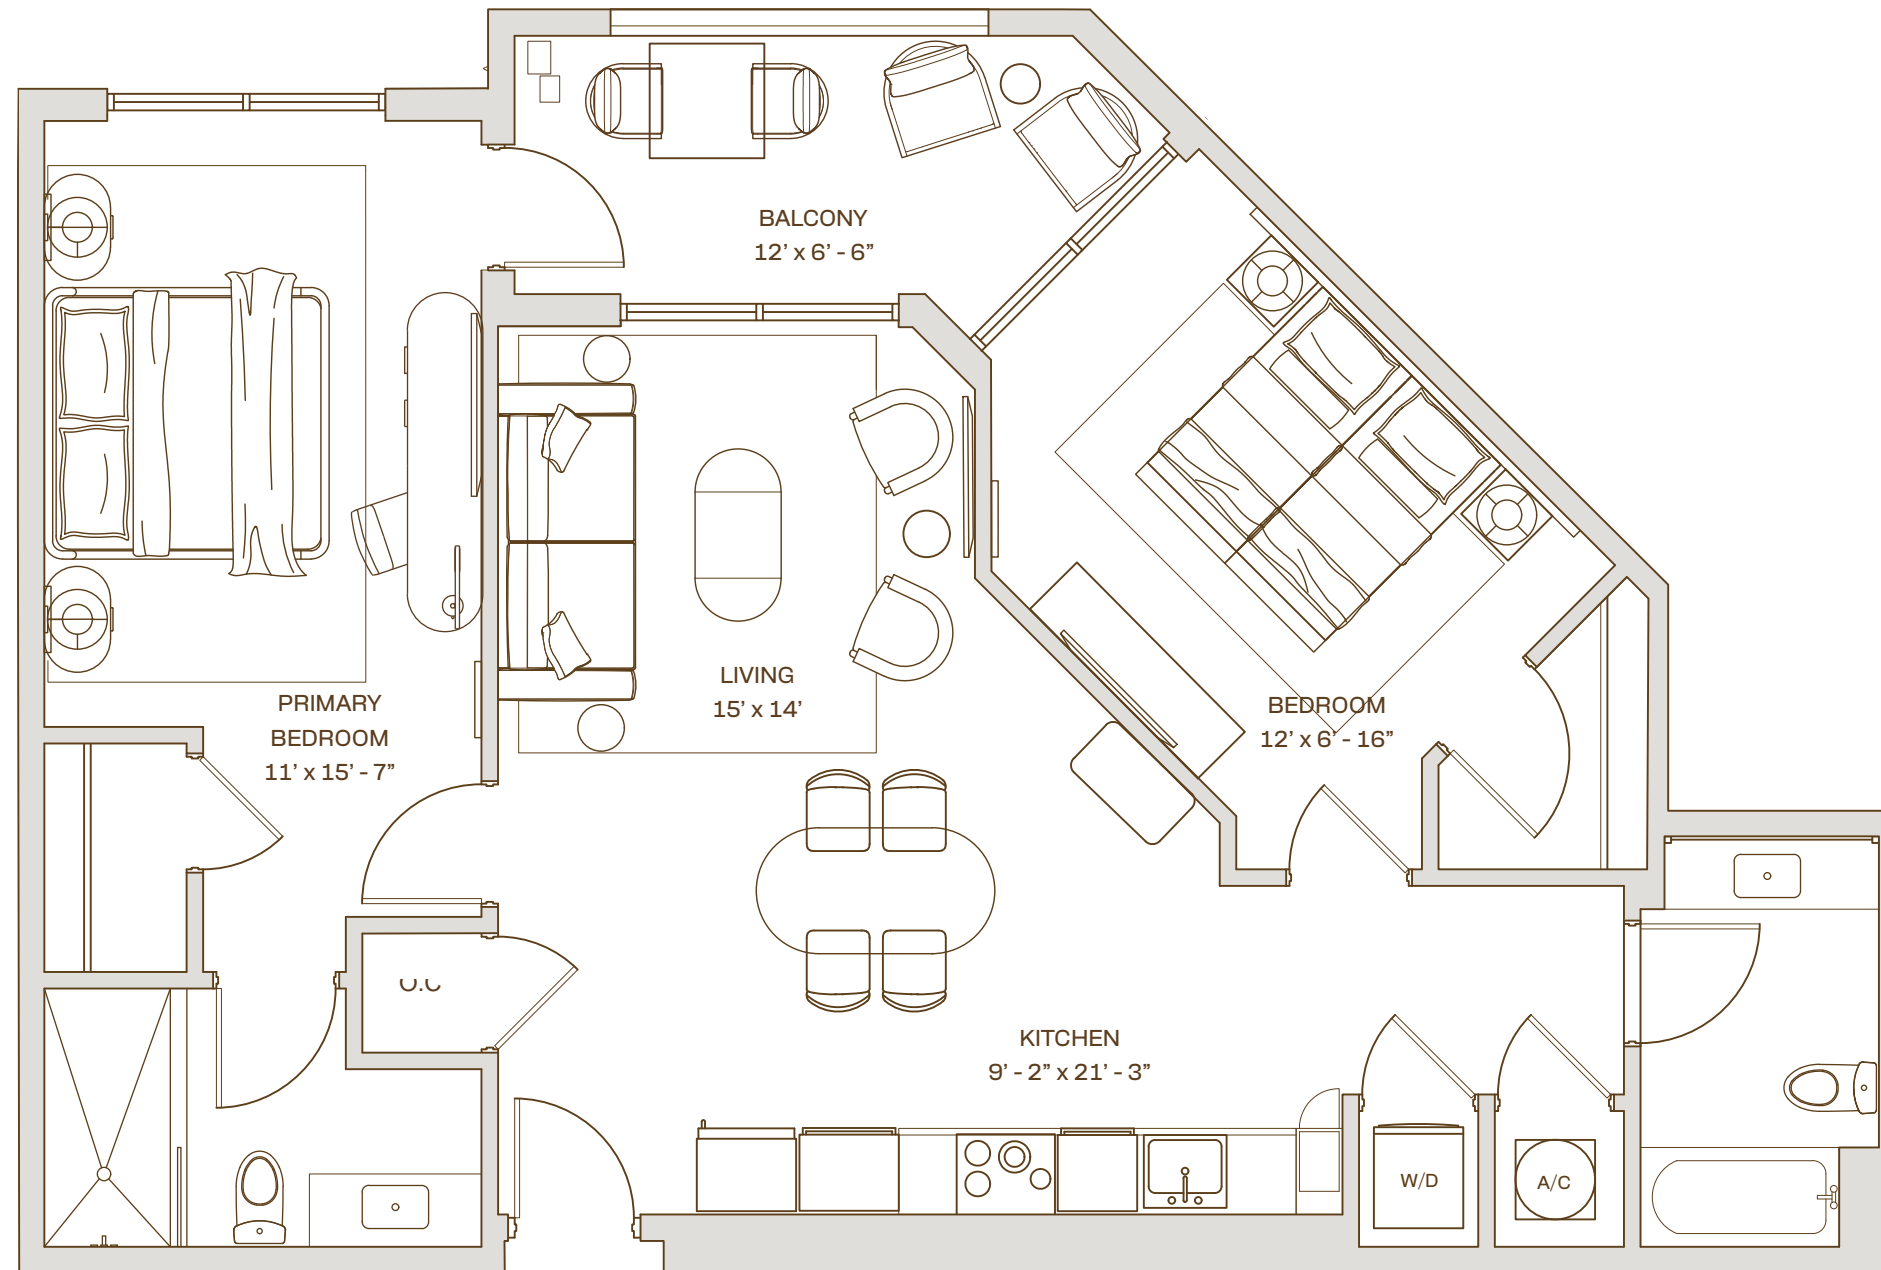 BALCONY
12’ x 6’ - 6”
LIVING
15’ x 14’
PRIMARY
BEDROOM
11’ x 15’ - 7”
BEDROOM
12’ x 6’ - 16”
O.C
KITCHEN
9’ - 2” x 21’ - 3”
W/D
A/C